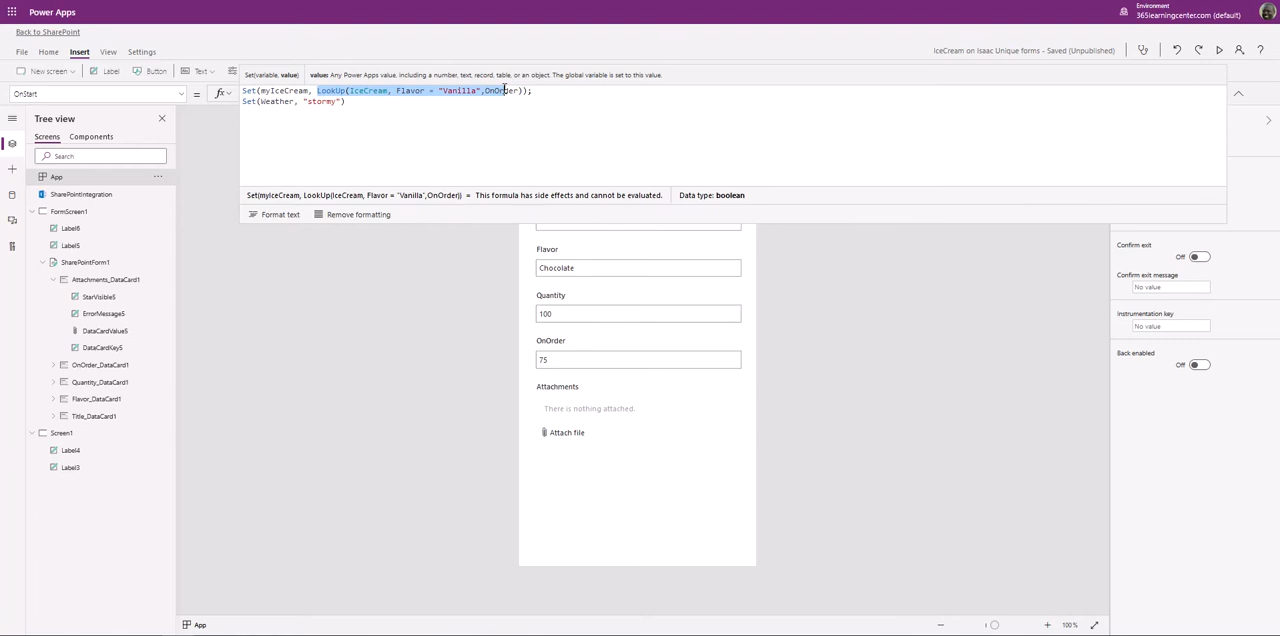 Power Apps
Environment
365learningcenter.com (default)
Back to SharePoint
File Home Insert View Settings
IceCream on Isaac Unique forms - Saved (Unpublished)
New screen Label Button Text
Set(variable, value) value: Any Power Apps value, including a number, text, record, table, or an object. The global variable is set to this value.
OnStart = fx Set(myIceCream, LookUp(IceCream, Flavor = "Vanilla",OnOrder));
Set(Weather, "stormy")
Tree view
Screens Components
Search
App
SharePointIntegration
Set(myIceCream, LookUp(IceCream, Flavor = "Vanilla",OnOrder)) = This formula has side effects and cannot be evaluated. Data type: boolean
FormScreen1
Format text Remove formatting
Label6
Label5
SharePointForm1
Attachments_DataCard1
StarVisible5
ErrorMessage5
DataCardValue5
DataCardKey5
OnOrder_DataCard1
Quantity_DataCard1
Flavor_DataCard1
Title_DataCard1
Screen1
Label4
Label3
Flavor
Chocolate
Quantity
100
OnOrder
75
Attachments
There is nothing attached.
Attach file
Confirm exit
Off
Confirm exit message
No value
Instrumentation key
No value
Back enabled
Off
App
100 %